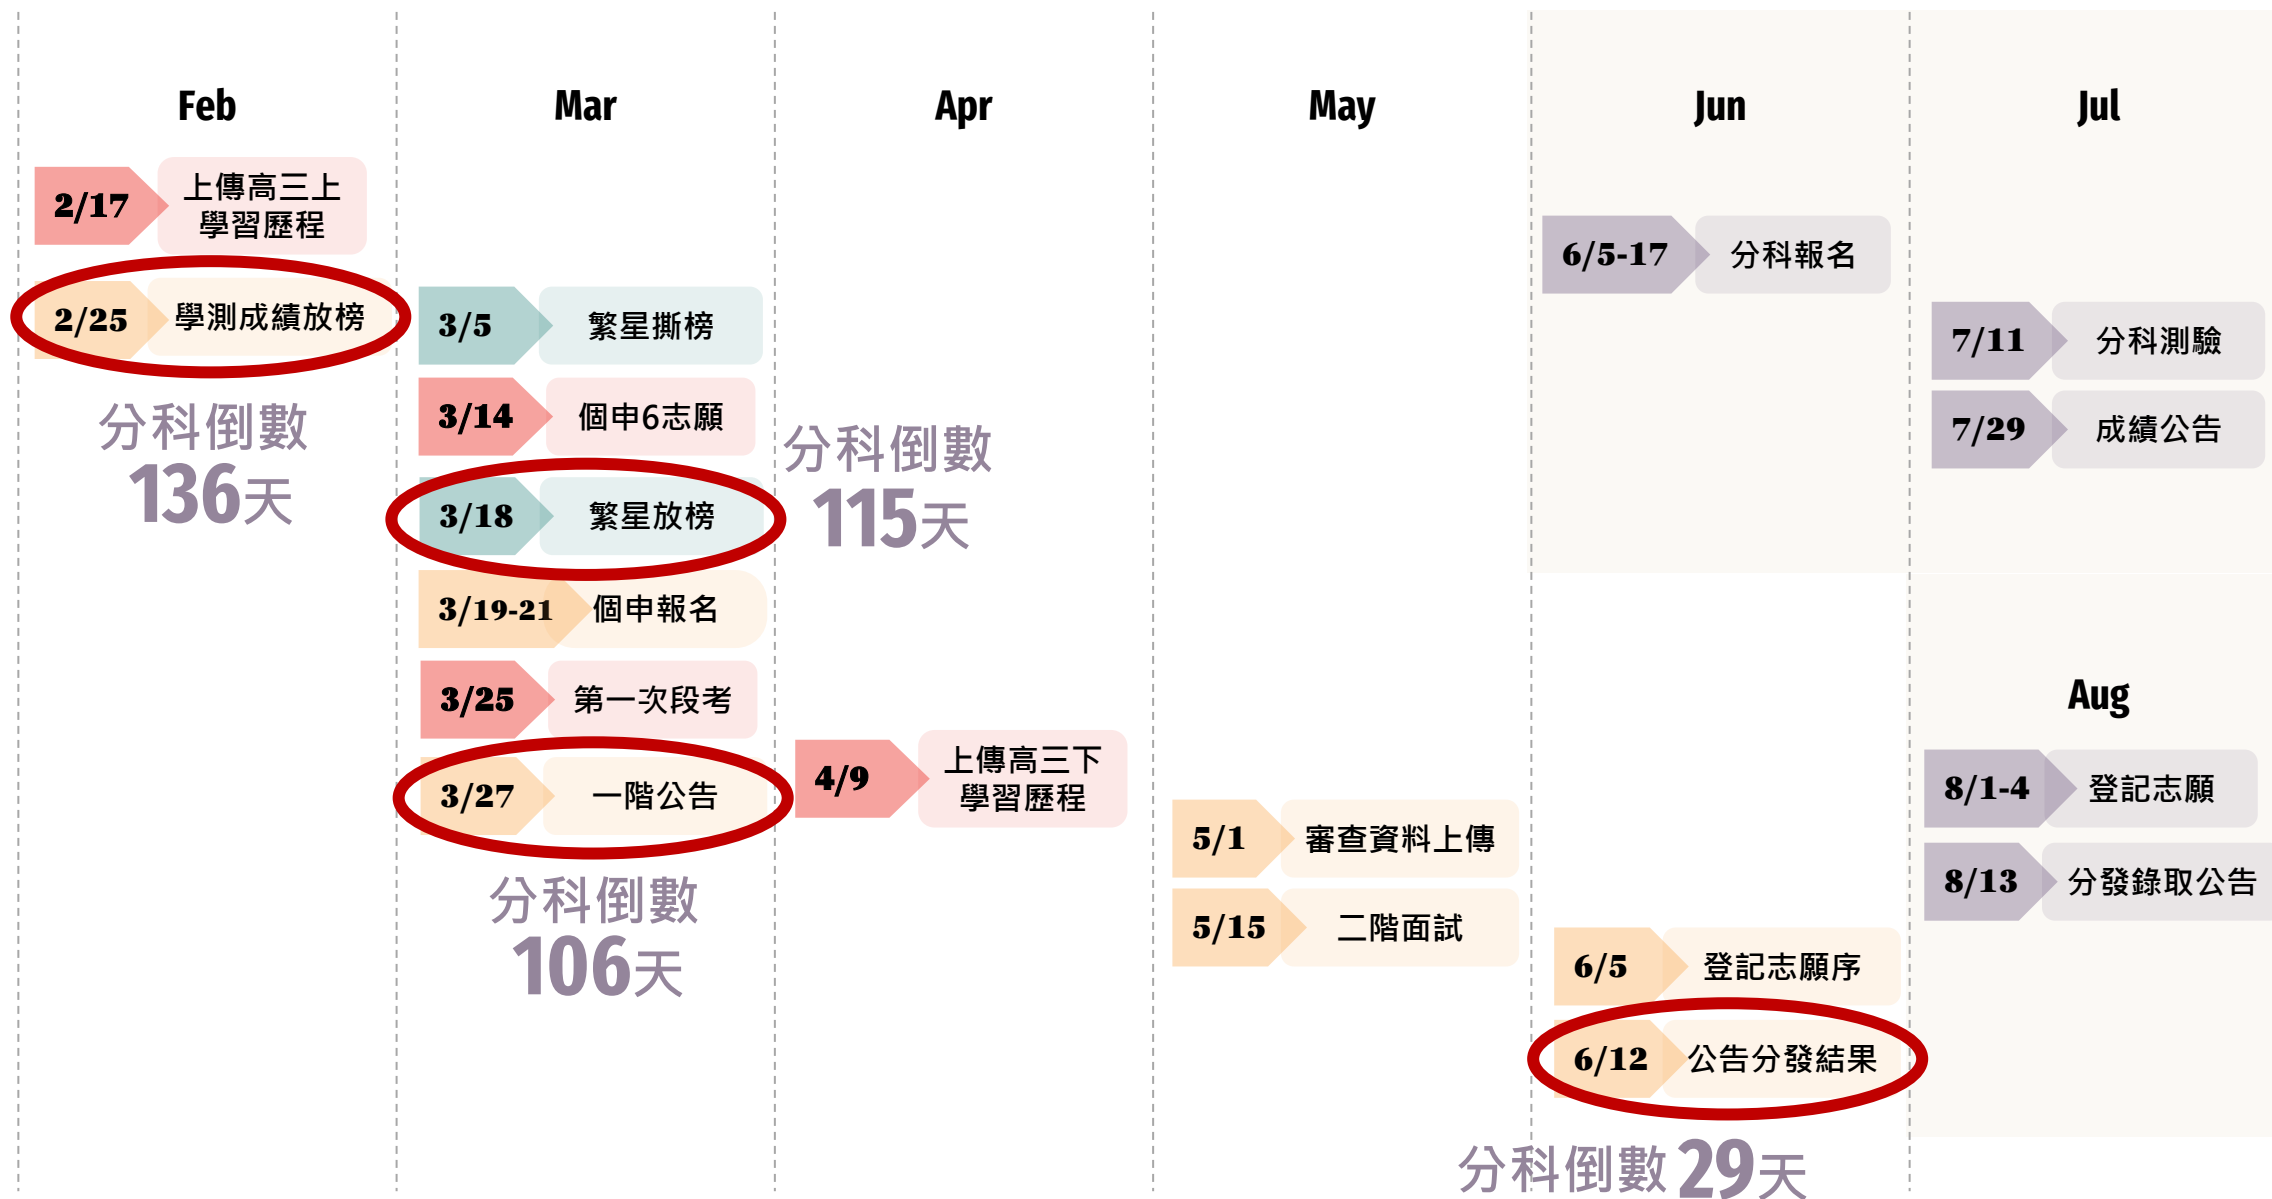 Feb
2/17
上傳高三上
學習歷程
2/25
學測成績放榜
分科倒數
136天
Mar
3/5
繁星撕榜
3/14
個申6志願
3/18
繁星放榜
分科倒數
115天
3/19-21
個申報名
3/25
第一次段考
3/27
一階公告
分科倒數
106天
Apr
4/9
上傳高三下
學習歷程
May
5/1
審查資料上傳
5/15
二階面試
Jun
6/5-17
分科報名
6/5
登記志願序
6/12
公告分發結果
分科倒數 29天
Jul
7/11
分科測驗
7/29
成績公告
Aug
8/1-4
登記志願
8/13
分發錄取公告